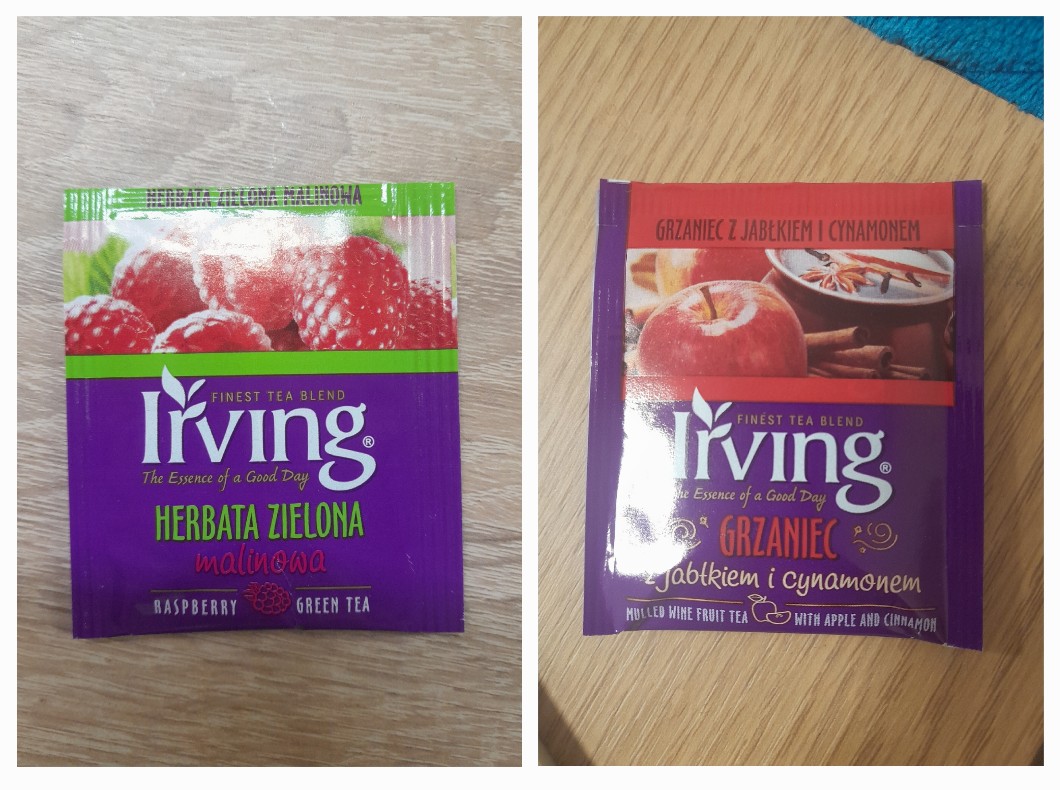 HERBATA ZIELONA MALINOWA
FINEST TEA BLEND
Irving®
The Essence of a Good Day
HERBATA ZIELONA
malinowa
RASPBERRY GREEN TEA
GRZANIEC Z JABŁKIEM I CYNAMONEM
FINEST TEA BLEND
Irving®
The Essence of a Good Day
GRZANIEC
z jabłkiem i cynamonem
MULLED WINE FRUIT TEA WITH APPLE AND CINNAMON